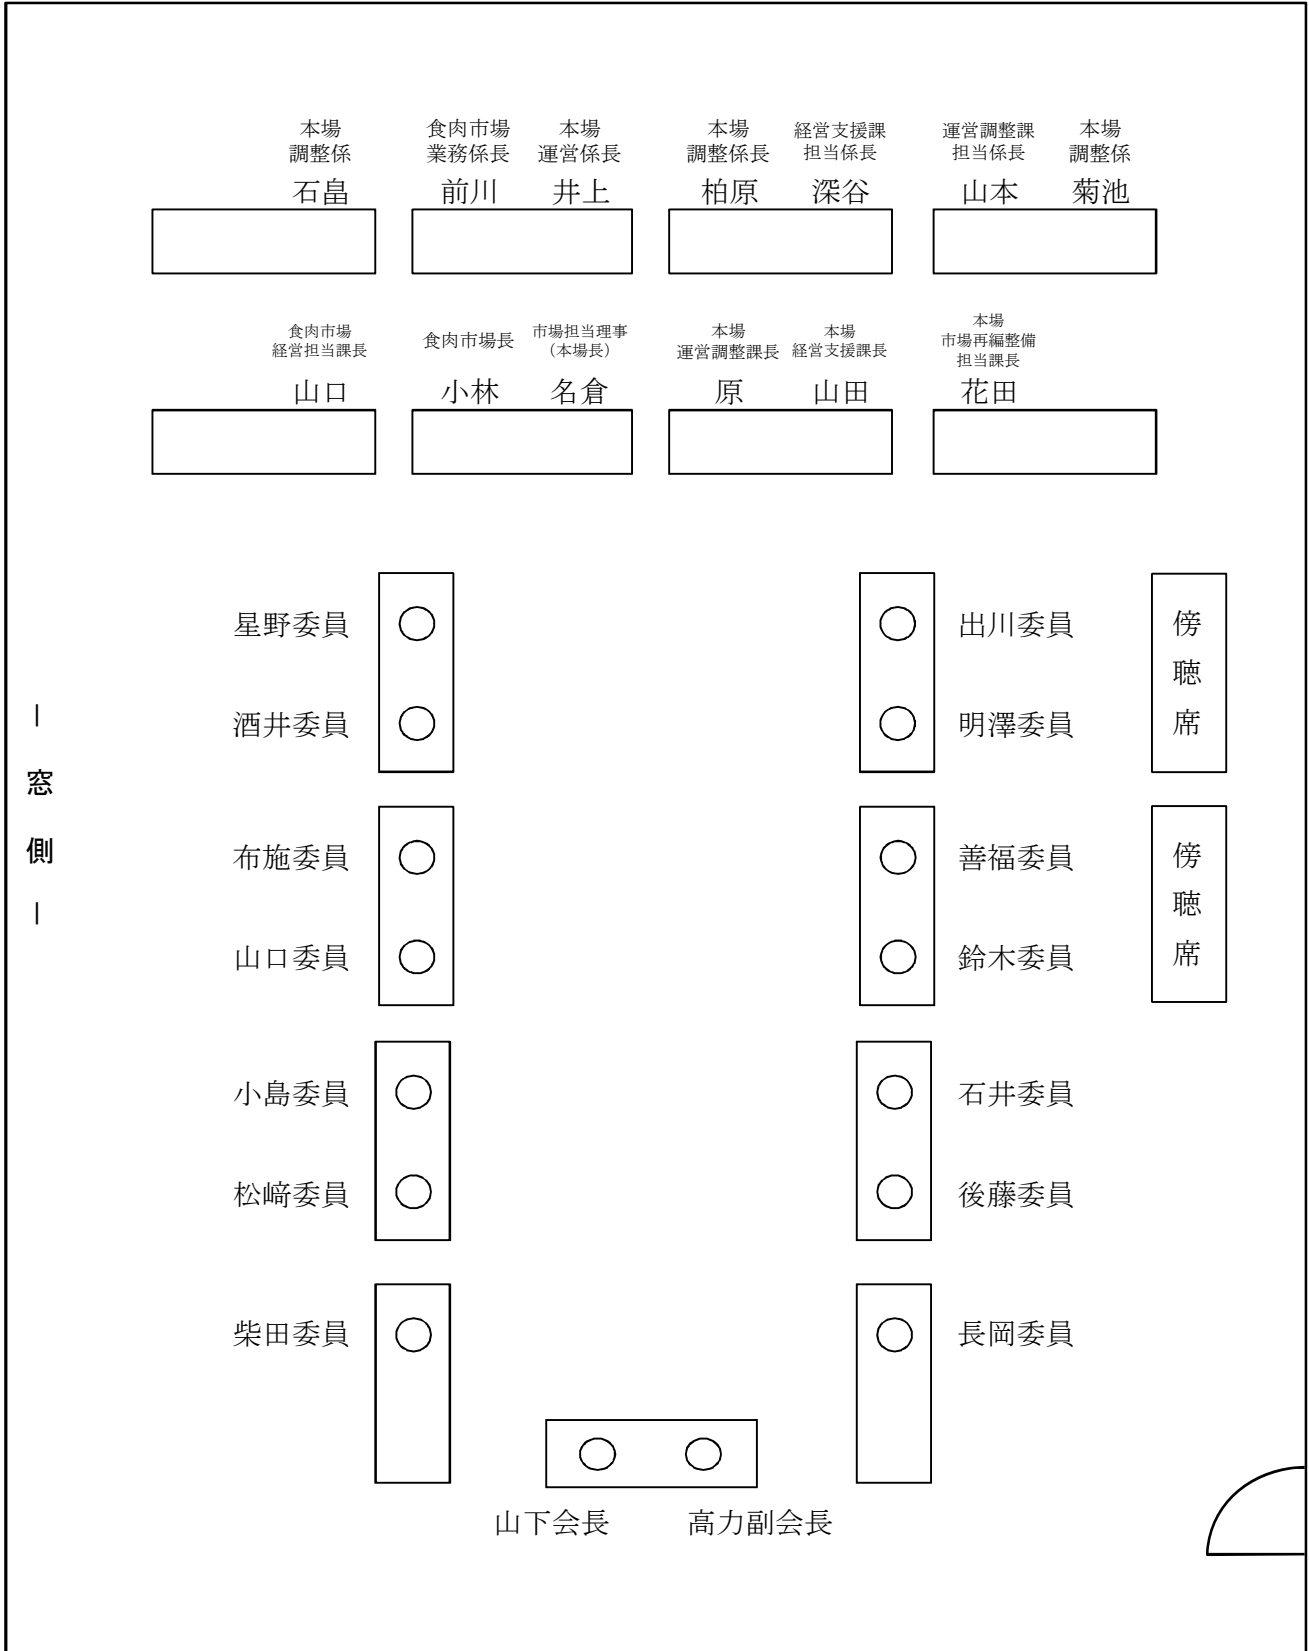 本場
調整係
石畠
食肉市場
業務係長
前川
本場
運営係長
井上
本場
調整係長
柏原
経営支援課
担当係長
深谷
運営調整課
担当係長
山本
本場
調整係
菊池
食肉市場
経営担当課長
山口
食肉市場長
小林
市場担当理事
(本場長)
名倉
本場
運営調整課長
原
本場
経営支援課長
山田
本場
市場再編整備
担当課長
花田
星野委員
酒井委員
布施委員
山口委員
小島委員
松﨑委員
柴田委員
出川委員
明澤委員
善福委員
鈴木委員
石井委員
後藤委員
長岡委員
傍聴席
傍聴席
|窓側|
山下会長
高力副会長